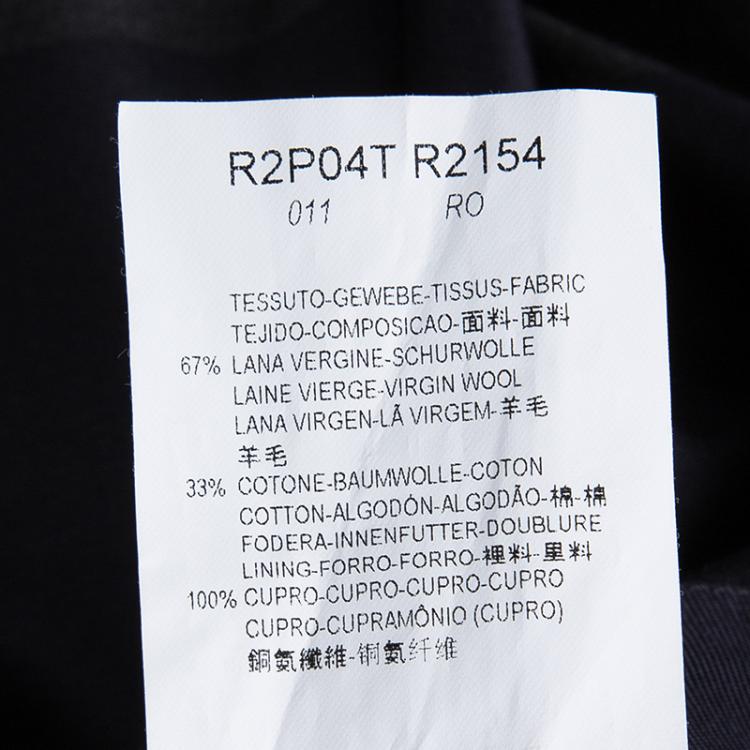 R2P04T R2154
011 RO
TESSUTO-GEWEBE-TISSUS-FABRIC
TEJIDO-COMPOSICAO-面料-面料
67% LANA VERGINE-SCHURWOLLE
LAINE VIERGE-VIRGIN WOOL
LANA VIRGEN-LÃ VIRGEM-羊毛
羊毛
33% COTONE-BAUMWOLLE-COTON
COTTON-ALGODÓN-ALGODÃO-棉-棉
FODERA-INNENFUTTER-DOUBLURE
LINING-FORRO-FORRO-裡料-里料
100% CUPRO-CUPRO-CUPRO-CUPRO
CUPRO-CUPRAMÔNIO (CUPRO)
銅氨纖維-铜氨纤维